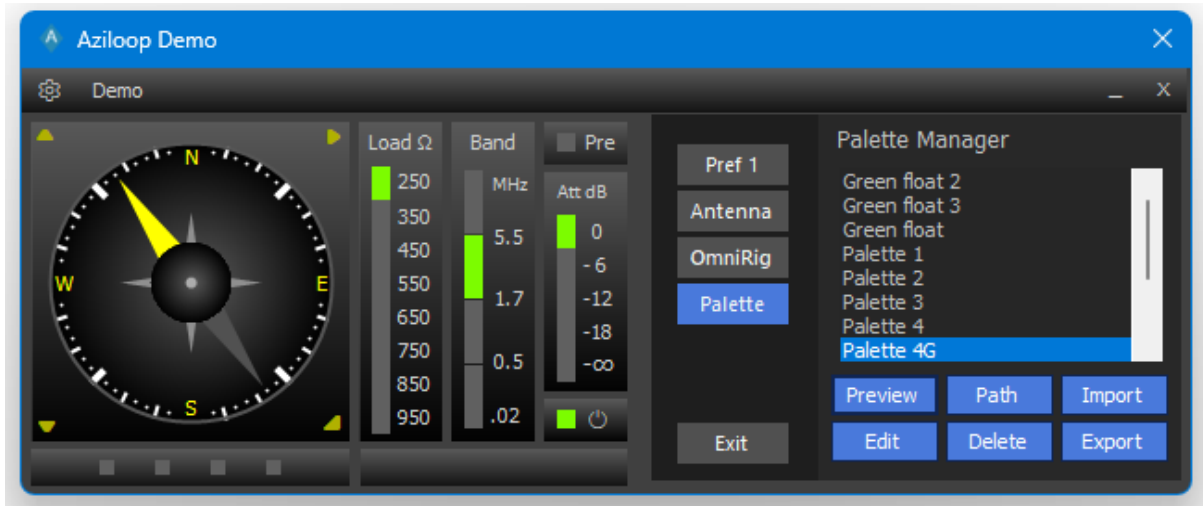 Aziloop Demo
Demo
N
W
E
S
Load Ω
250
350
450
550
650
750
850
950
Band
MHz
5.5
1.7
0.5
.02
Pre
Att dB
0
- 6
-12
-18
-∞
Pref 1
Antenna
OmniRig
Palette
Exit
Palette Manager
Green float 2
Green float 3
Green float
Palette 1
Palette 2
Palette 3
Palette 4
Palette 4G
Preview Path Import
Edit Delete Export